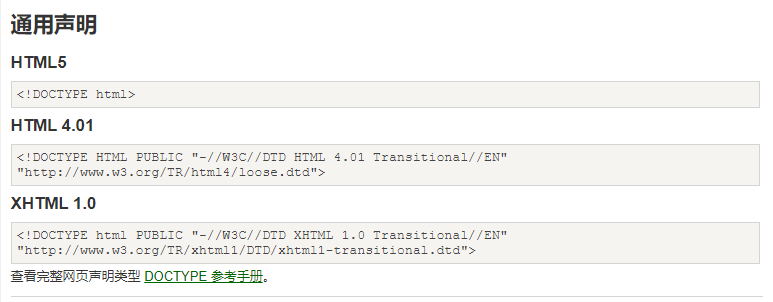 通用声明
HTML5
<!DOCTYPE html>
HTML 4.01
<!DOCTYPE HTML PUBLIC "-//W3C//DTD HTML 4.01 Transitional//EN"
"http://www.w3.org/TR/html4/loose.dtd">
XHTML 1.0
<!DOCTYPE html PUBLIC "-//W3C//DTD XHTML 1.0 Transitional//EN"
"http://www.w3.org/TR/xhtml1/DTD/xhtml1-transitional.dtd">
查看完整网页声明类型 DOCTYPE 参考手册。